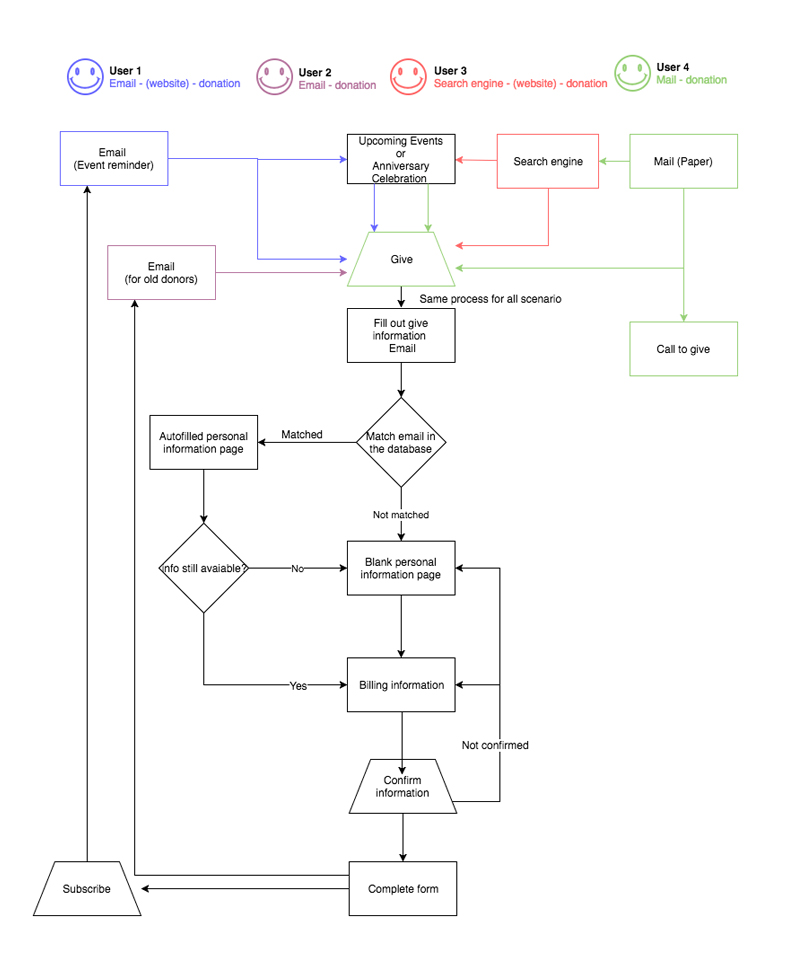 User 1
Email - (website) - donation
User 2
Email - donation
User 3
Search engine - (website) - donation
User 4
Mail - donation
Email
(Event reminder)
Upcoming Events
or
Anniversary
Celebration
Search engine
Mail (Paper)
Email
(for old donors)
Give
Same process for all scenario
Fill out give
information
Email
Call to give
Autofilled personal
information page
Matched
Match email in
the database
Not matched
info still avaiable?
No
Blank personal
information page
Yes
Billing information
Not confirmed
Confirm
information
Subscribe
Complete form